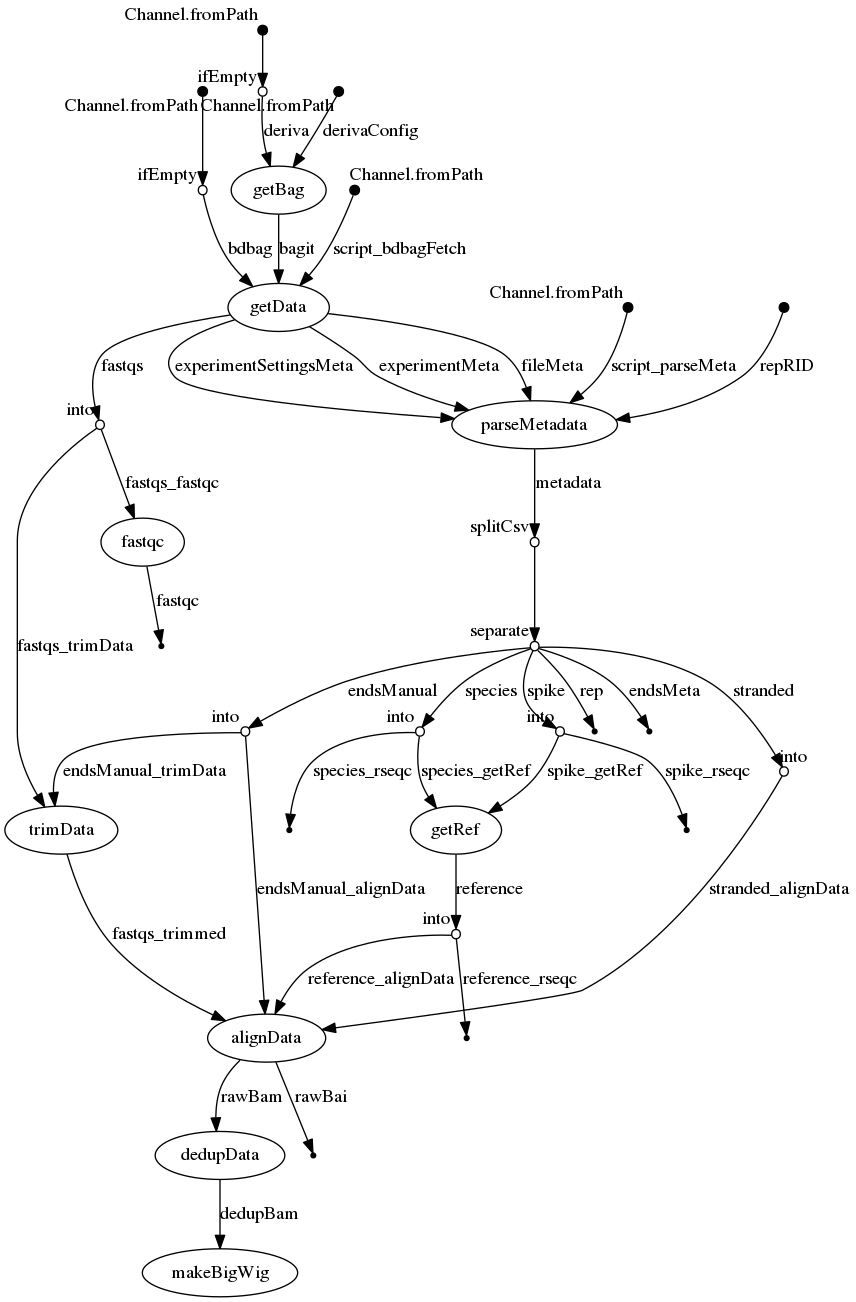 Channel.fromPath
ifEmpty
Channel.fromPath
Channel.fromPath
deriva
derivaConfig
ifEmpty
getBag
Channel.fromPath
bdbag
bagit
script_bdbagFetch
getData
Channel.fromPath
fastqs
experimentSettingsMeta
experimentMeta
fileMeta
script_parseMeta
repRID
into
parseMetadata
fastqs_fastqc
metadata
splitCsv
fastqc
fastqc
separate
fastqs_trimData
endsManual
species
spike
rep
endsMeta
stranded
into
into
into
into
endsManual_trimData
species_rseqc
species_getRef
spike_getRef
spike_rseqc
trimData
getRef
endsManual_alignData
reference
stranded_alignData
into
fastqs_trimmed
reference_alignData
reference_rseqc
alignData
rawBam
rawBai
dedupData
dedupBam
makeBigWig